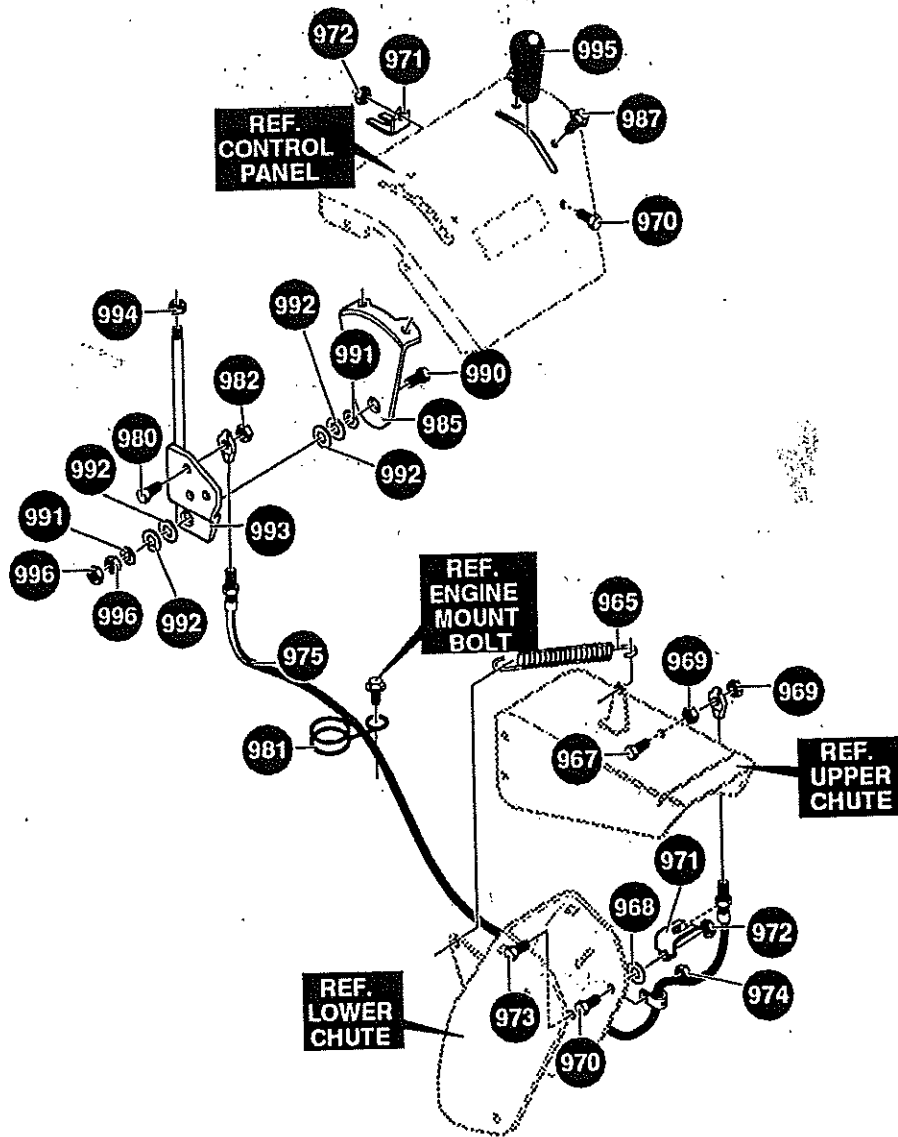 972
971
995
987
REF.
CONTROL
PANEL
970
994
992
991
990
982
985
980
992
992
991
993
996
996
992
REF.
ENGINE
MOUNT
BOLT
965
975
969
969
981
967
REF.
UPPER
CHUTE
971
968
972
REF.
LOWER
CHUTE
973
974
970